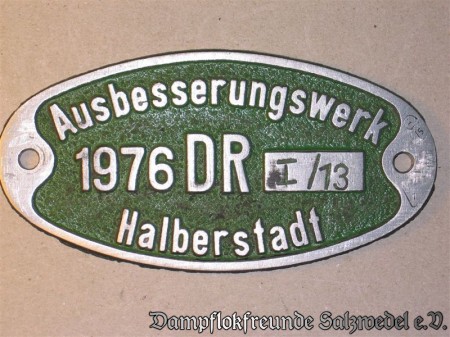 Ausbesserungswerk
1976 DR I/13
Halberstadt
Dampflokfreunde Salzwedel e.V.